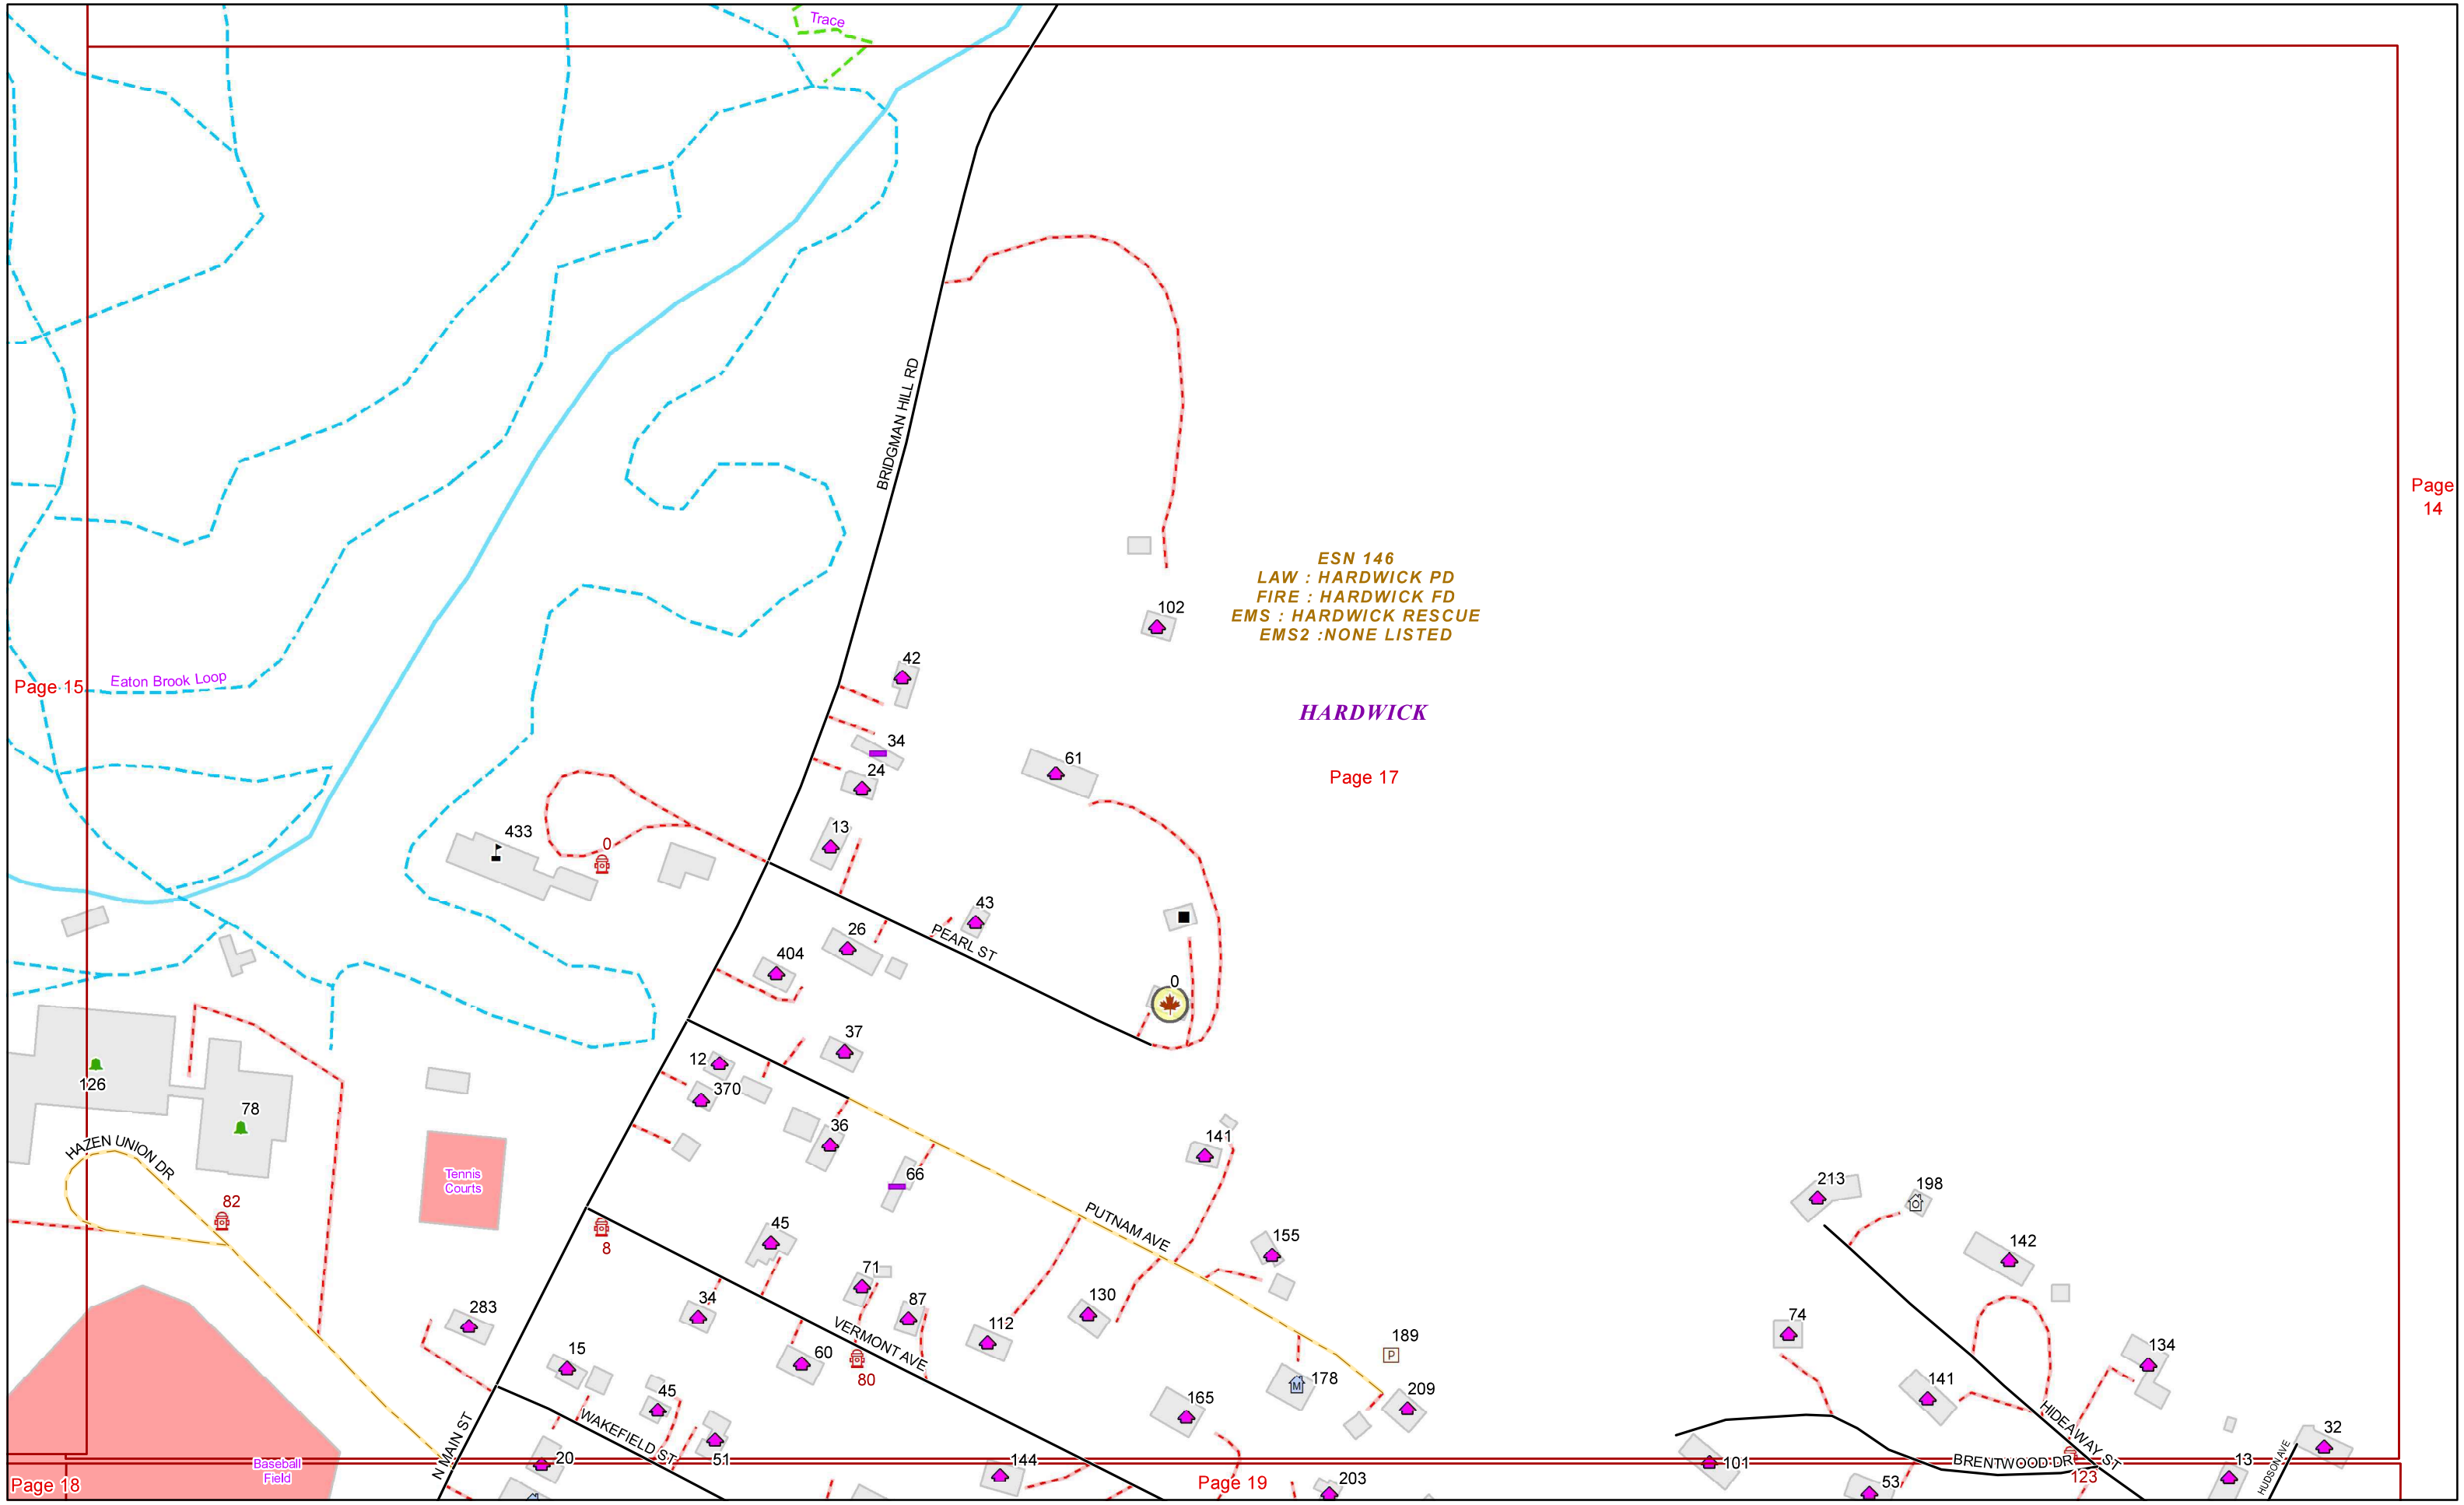 Trace
BRIDGMAN HILL RD
Page
14
ESN 146
LAW : HARDWICK PD
FIRE : HARDWICK FD
EMS : HARDWICK RESCUE
EMS2 :NONE LISTED
102
42
Eaton Brook Loop
Page 15
HARDWICK
34
61
24
Page 17
13
433
0
43
26
PEARL ST
404
0
37
12
126
370
78
36
HAZEN UNION DR
141
66
Tennis
Courts
213
198
82
PUTNAM AVE
45
155
142
8
71
130
283
34
87
VERMONT AVE
112
74
189
134
15
60
80
178
141
45
209
165
HIDEAWAY ST
WAKEFIELD ST
N MAIN ST
51
32
20
HUDSON AVE
Baseball
Field
144
101
BRENTWOOD DR
13
Page 18
Page 19
203
53
123
P
M